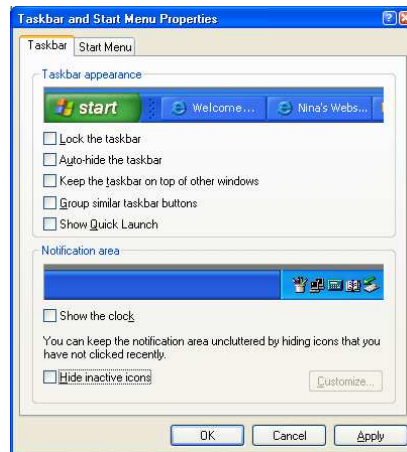 Taskbar and Start Menu Properties
Taskbar
Start Menu
Taskbar appearance
start
Welcome...
Nina's Webs...
Lock the taskbar
Auto-hide the taskbar
Keep the taskbar on top of other windows
Group similar taskbar buttons
Show Quick Launch
Notification area
Show the clock
You can keep the notification area uncluttered by hiding icons that you
have not clicked recently.
Hide inactive icons
Customize...
OK
Cancel
Apply